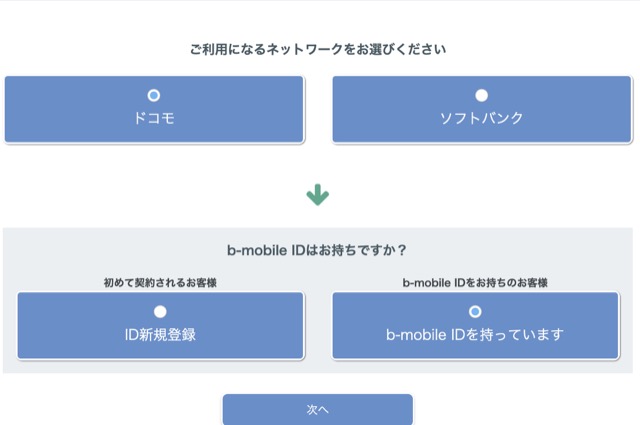 ご利用になるネットワークをお選びください
ドコモ
ソフトバンク
b-mobile IDはお持ちですか？
初めて契約されるお客様
b-mobile IDをお持ちのお客様
ID新規登録
b-mobile IDを持っています
次へ